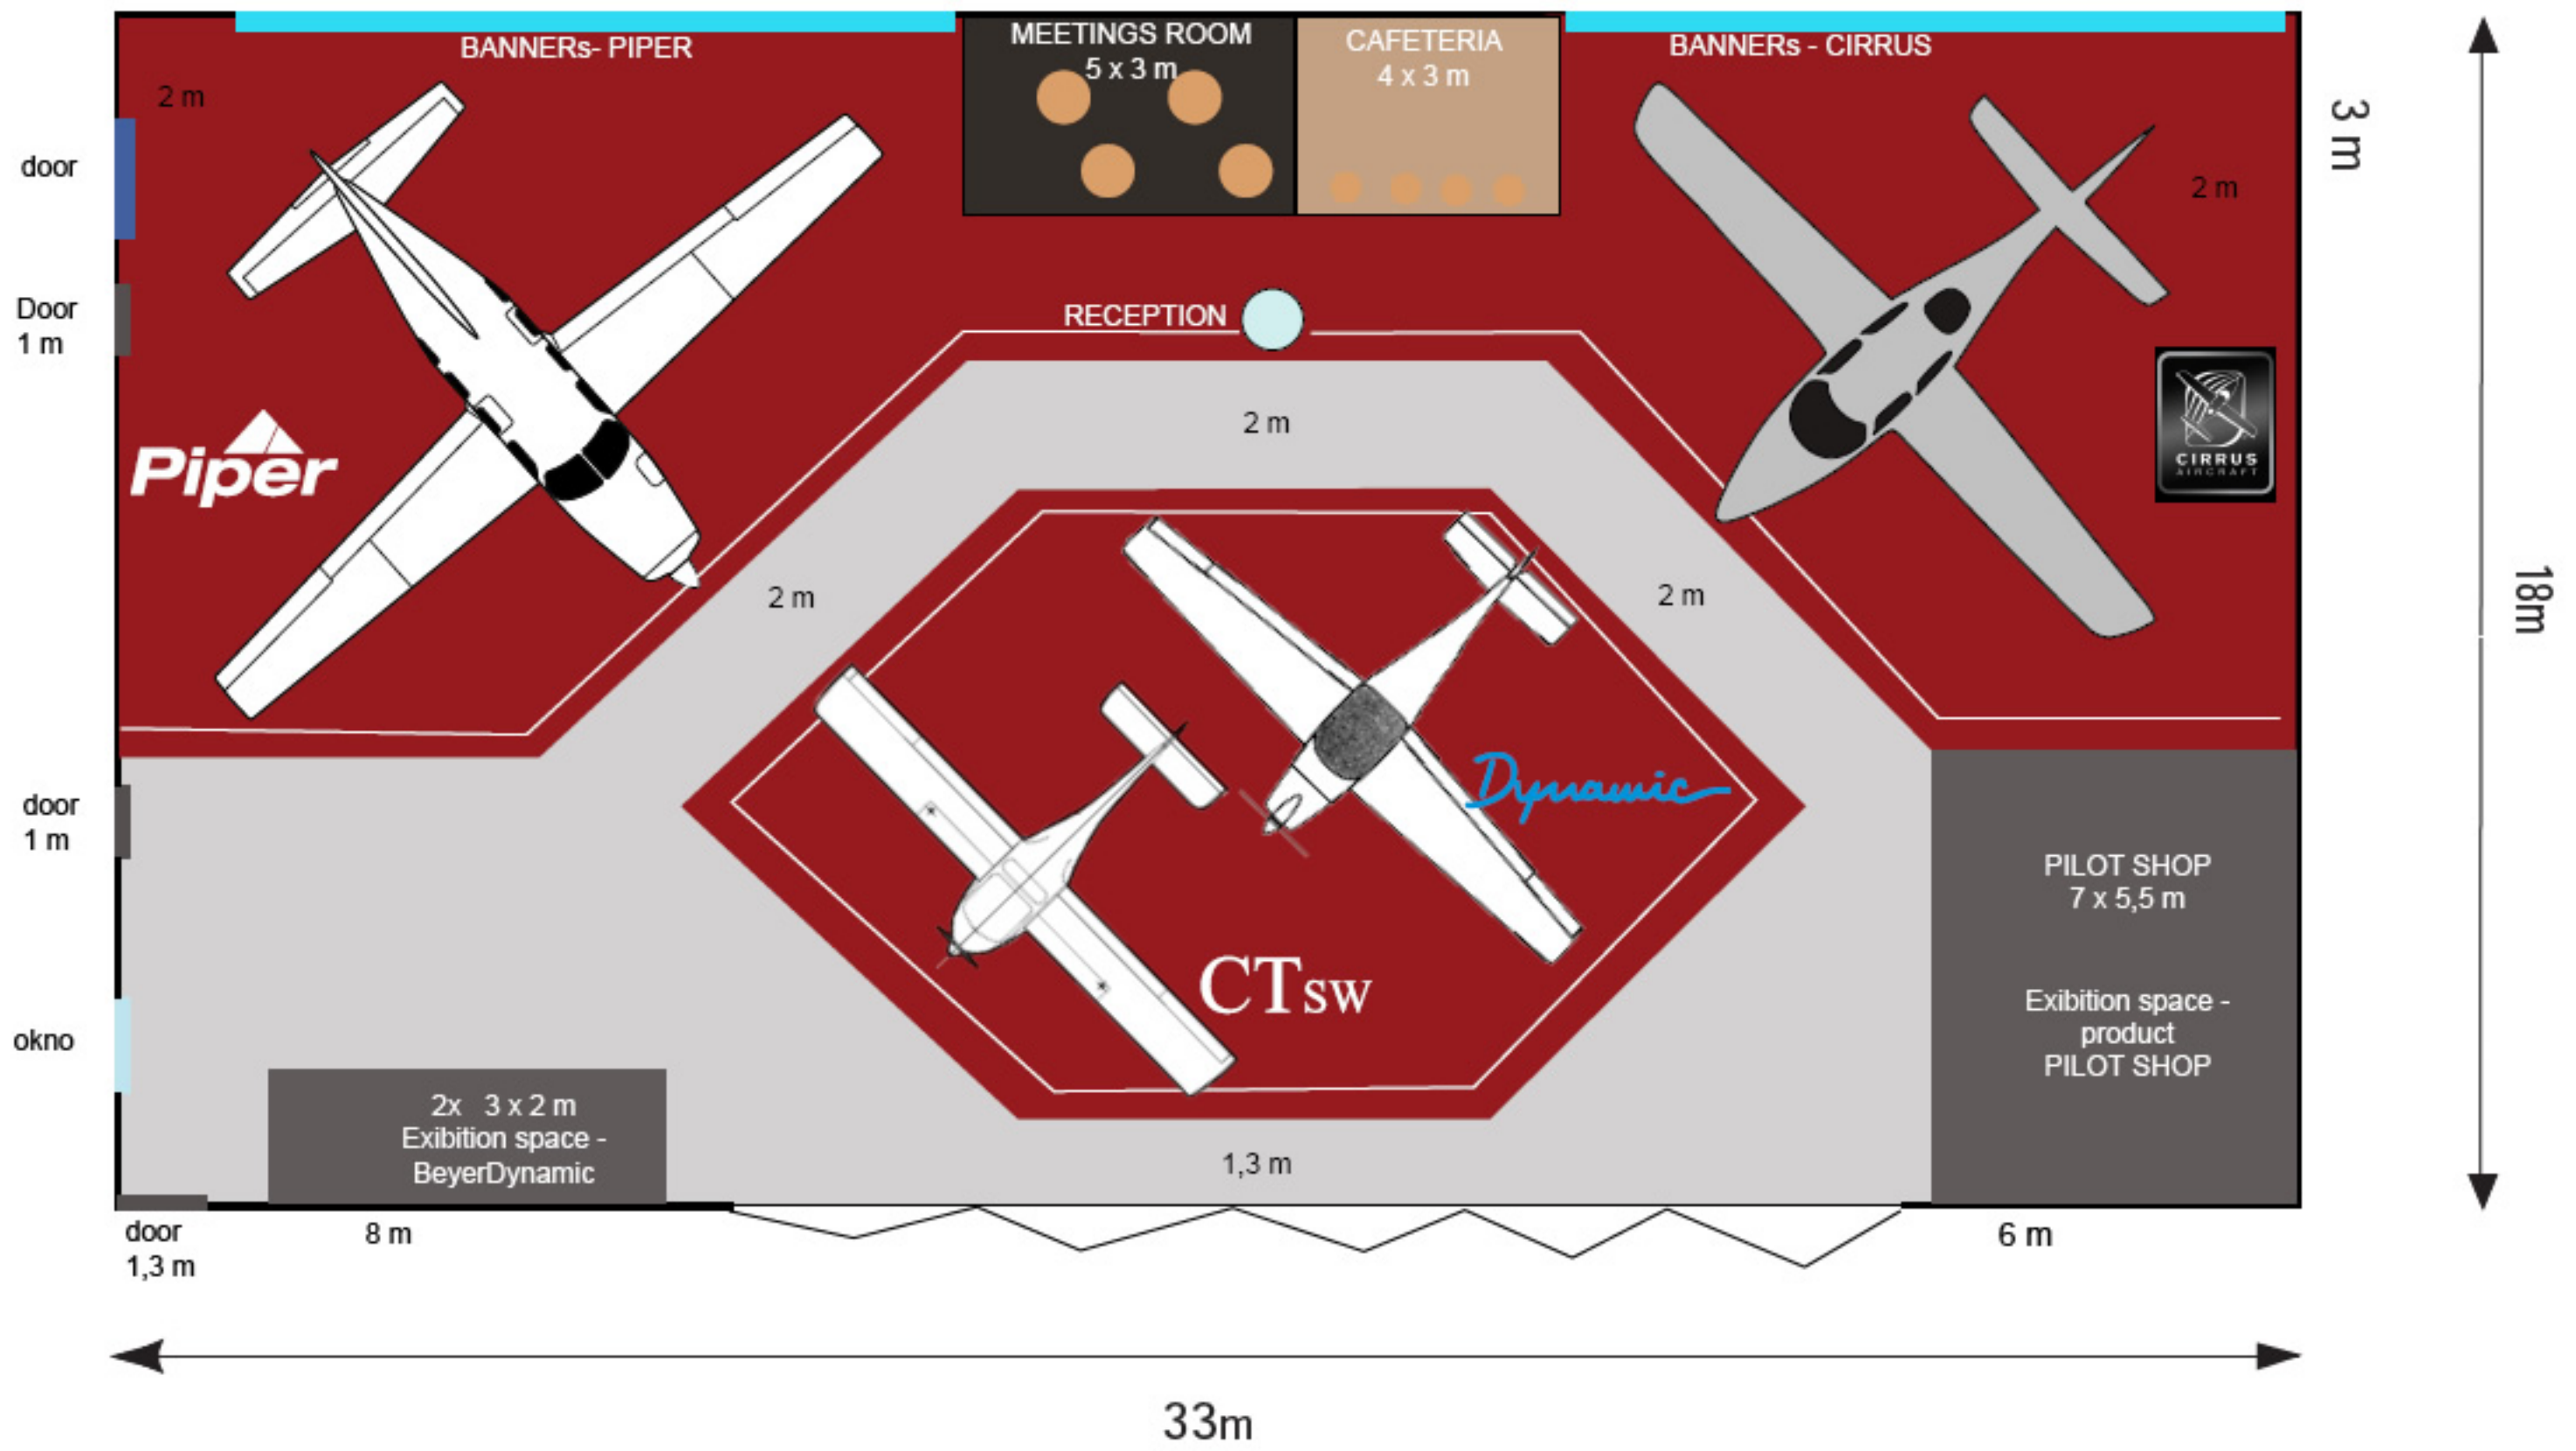 BANNERs- PIPER
MEETINGS ROOM
5 x 3 m
CAFETERIA
4 x 3 m
BANNERs - CIRRUS
2 m
door
3 m
2 m
Door
1 m
RECEPTION
Piper
2 m
CIRRUS
AIRCRAFT
2 m
2 m
18m
Dynamic
door
1 m
PILOT SHOP
7 x 5,5 m
CTsw
Exibition space -
product
PILOT SHOP
okno
2x 3 x 2 m
Exibition space -
BeyerDynamic
1,3 m
door
1,3 m
8 m
6 m
33m